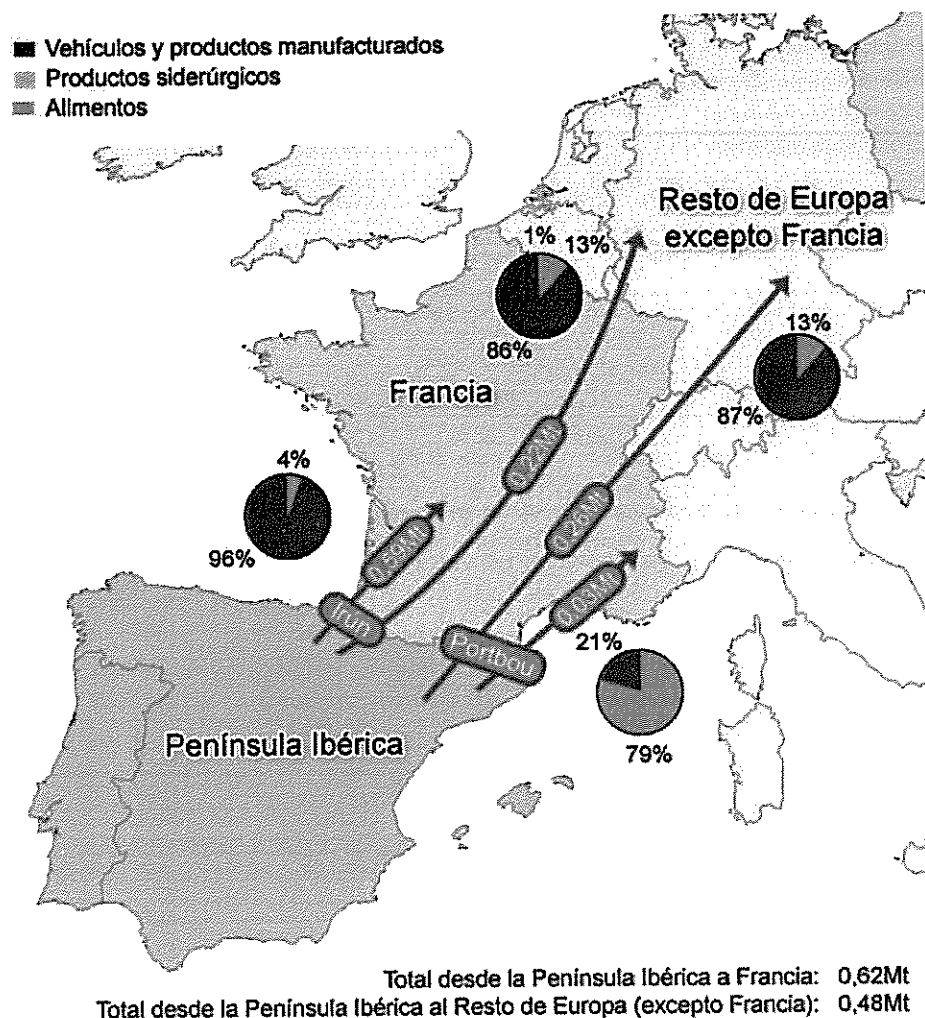 Vehículos y productos manufacturados
Productos siderúrgicos
Alimentos
Resto de Europa
excepto Francia
1%
13%
86%
13%
87%
Francia
0,22Mt
0,26Mt
4%
96%
0,59Mt
0,03Mt
Irun
Portbou
21%
79%
Península Ibérica
Total desde la Península Ibérica a Francia: 0,62Mt
Total desde la Península Ibérica al Resto de Europa (excepto Francia): 0,48Mt